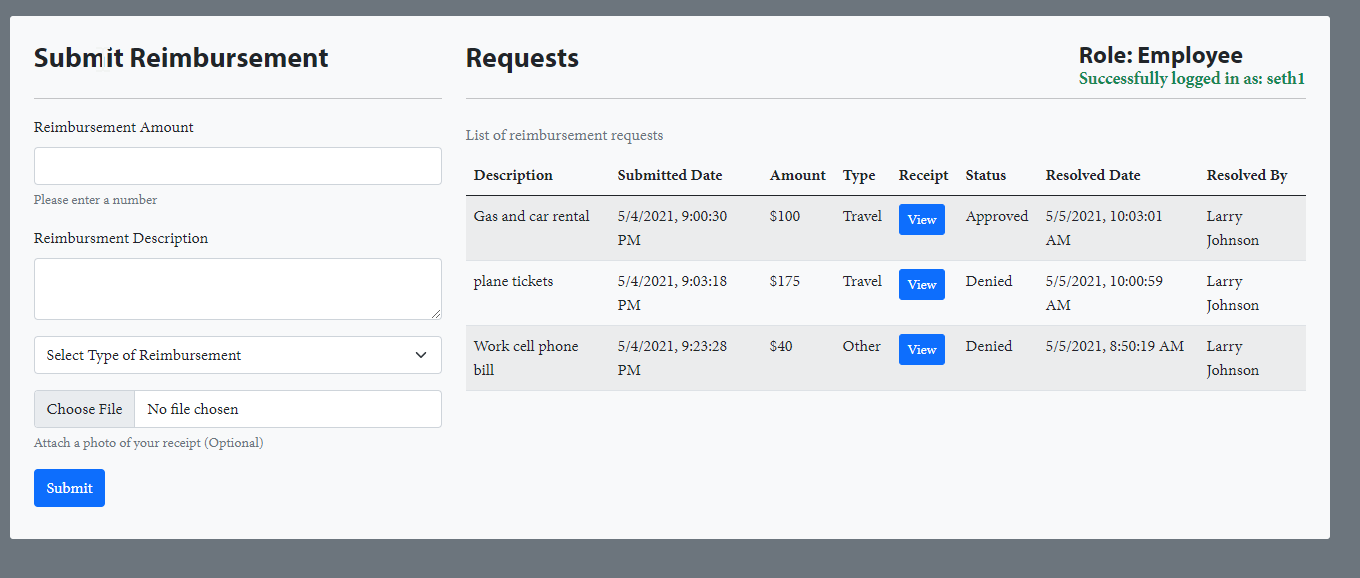 Submit Reimbursement
Reimbursement Amount
Please enter a number
Reimbursment Description
Select Type of Reimbursement
Choose File No file chosen
Attach a photo of your receipt (Optional)
Submit
Requests
Role: Employee
Successfully logged in as: seth1
List of reimbursement requests
Description Submitted Date Amount Type Receipt Status Resolved Date Resolved By
Gas and car rental 5/4/2021, 9:00:30 $100 Travel View Approved 5/5/2021, 10:03:01 Larry
PM AM Johnson
plane tickets 5/4/2021, 9:03:18 $175 Travel View Denied 5/5/2021, 10:00:59 Larry
PM AM Johnson
Work cell phone 5/4/2021, 9:23:28 $40 Other View Denied 5/5/2021, 8:50:19 AM Larry
bill PM Johnson